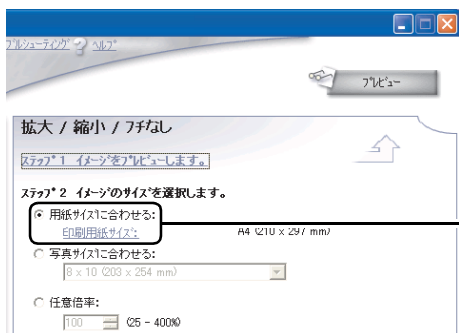 ﾌﾞﾙｼｭｰﾃｨﾝｸﾞ ﾍﾙﾌﾟ
ﾌﾟﾚﾋﾞｭｰ
拡大 / 縮小 / ﾌﾁなし
ｽﾃｯﾌﾟ 1 ｲﾒｰｼﾞをﾌﾟﾚﾋﾞｭｰします。
ｽﾃｯﾌﾟ 2 ｲﾒｰｼﾞのｻｲｽﾞを選択します。
用紙ｻｲｽﾞに合わせる:
印刷用紙ｻｲｽﾞ: A4 (210 x 297 mm)
写真ｻｲｽﾞに合わせる:
8 x 10 (203 x 254 mm)
任意倍率:
100 (25 - 400%)